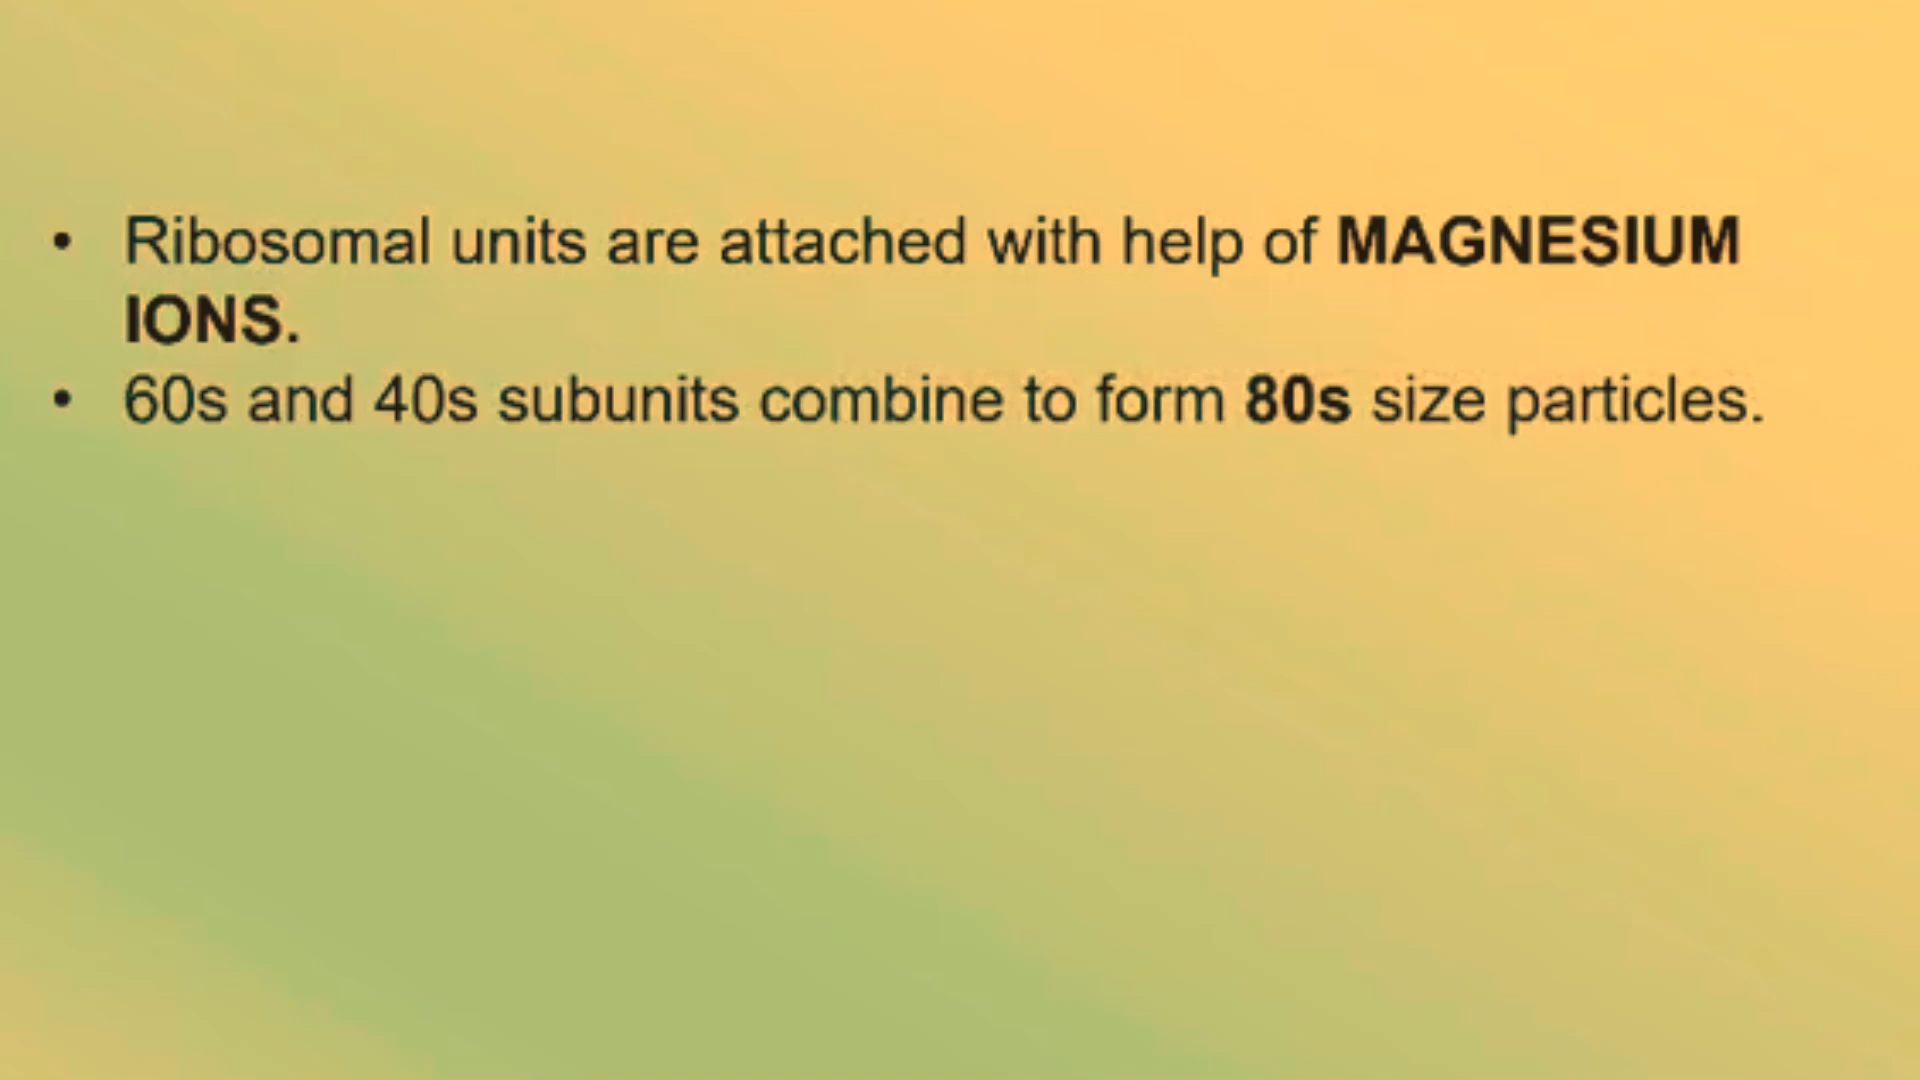 • Ribosomal units are attached with help of MAGNESIUM
IONS.
• 60s and 40s subunits combine to form 80s size particles.